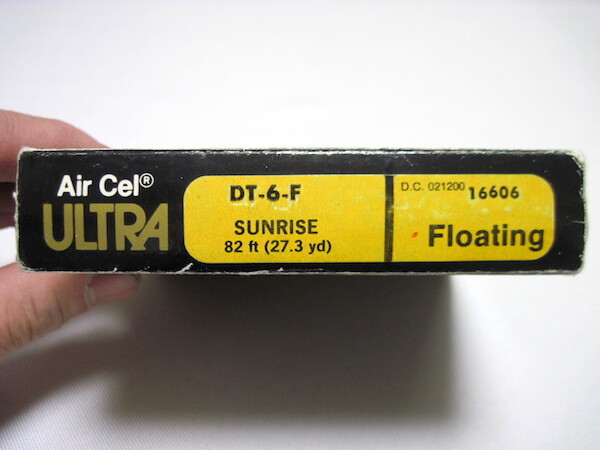 Air Cel®
ULTRA
DT-6-F
SUNRISE
82 ft (27.3 yd)
D.C. 021200 16606
Floating